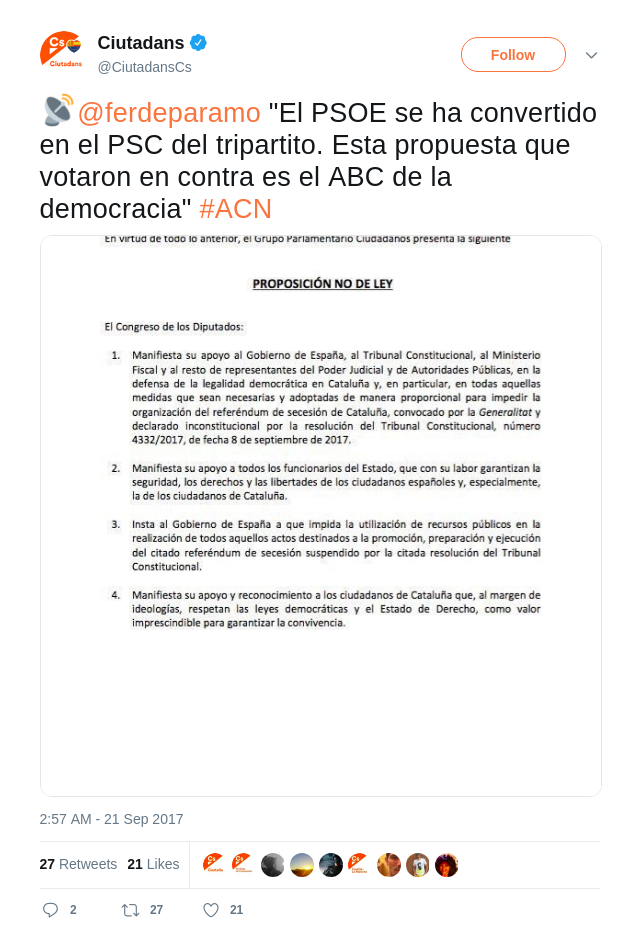 Cs
Ciutadans
Ciutadans
@CiutadansCs
Follow
@ferdeparamo "El PSOE se ha convertido
en el PSC del tripartito. Esta propuesta que
votaron en contra es el ABC de la
democracia" #ACN
En virtud de todo lo anterior, el Grupo Parlamentario Ciudadanos presenta la siguiente
PROPOSICIÓN NO DE LEY
El Congreso de los Diputados:
1. Manifiesta su apoyo al Gobierno de España, al Tribunal Constitucional, al Ministerio
Fiscal y al resto de representantes del Poder Judicial y de Autoridades Públicas, en la
defensa de la legalidad democrática en Cataluña y, en particular, en todas aquellas
medidas que sean necesarias y adoptadas de manera proporcional para impedir la
organización del referéndum de secesión de Cataluña, convocado por la Generalitat y
declarado inconstitucional por la resolución del Tribunal Constitucional, número
4332/2017, de fecha 8 de septiembre de 2017.
2. Manifiesta su apoyo a todos los funcionarios del Estado, que con su labor garantizan la
seguridad, los derechos y las libertades de los ciudadanos españoles y, especialmente,
la de los ciudadanos de Cataluña.
3. Insta al Gobierno de España a que impida la utilización de recursos públicos en la
realización de todos aquellos actos destinados a la promoción, preparación y ejecución
del citado referéndum de secesión suspendido por la citada resolución del Tribunal
Constitucional.
4. Manifiesta su apoyo y reconocimiento a los ciudadanos de Cataluña que, al margen de
ideologías, respetan las leyes democráticas y el Estado de Derecho, como valor
imprescindible para garantizar la convivencia.
2:57 AM - 21 Sep 2017
27 Retweets 21 Likes
2 27 21